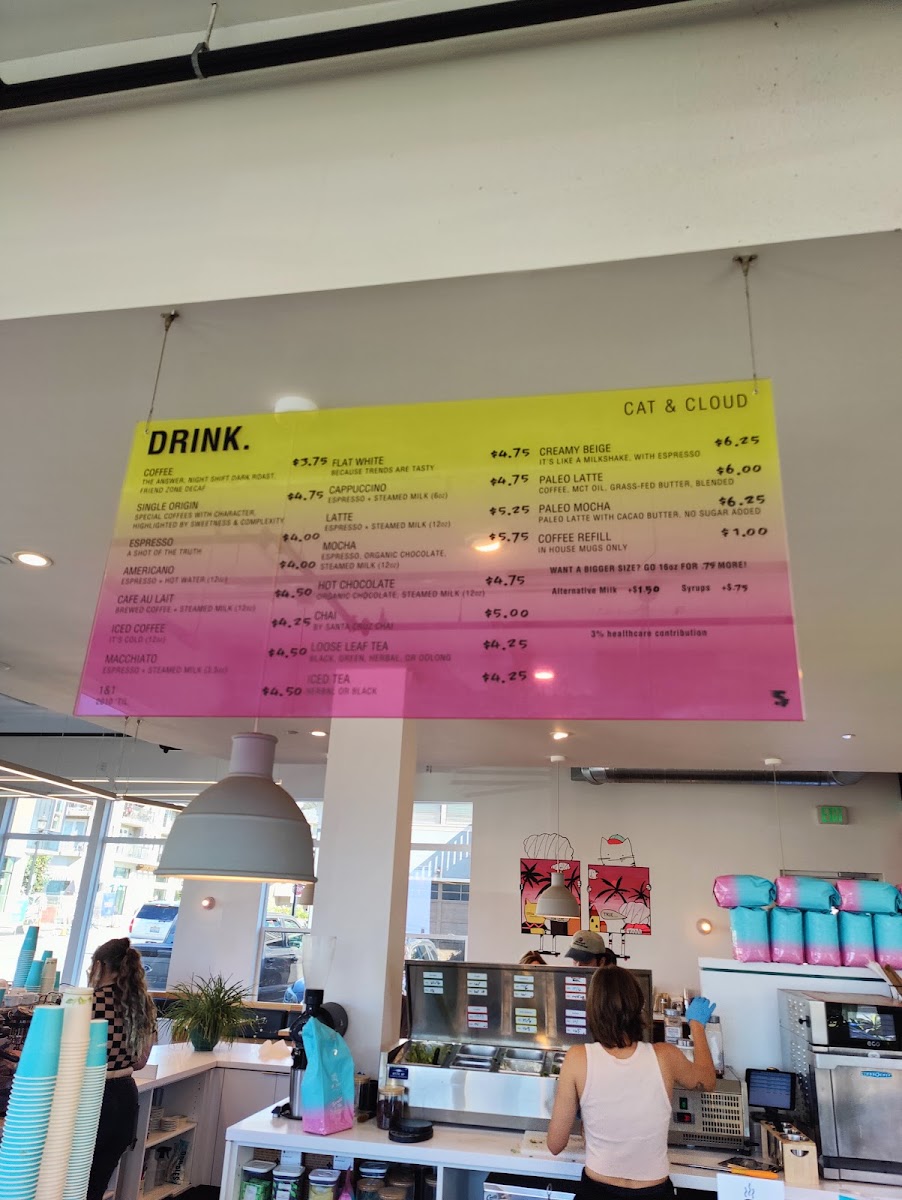 CAT & CLOUD
DRINK.
COFFEE $3.75
THE ANSWER, NIGHT SHIFT DARK ROAST,
FRIEND ZONE DECAF
SINGLE ORIGIN $4.75
SPECIAL COFFEES WITH CHARACTER,
HIGHLIGHTED BY SWEETNESS & COMPLEXITY
ESPRESSO $4.00
A SHOT OF THE TRUTH
AMERICANO $4.00
ESPRESSO + HOT WATER (12oz)
CAFE AU LAIT $4.50
BREWED COFFEE + STEAMED MILK (12oz)
ICED COFFEE $4.25
IT'S COLD (12oz)
MACCHIATO $4.50
ESPRESSO + STEAMED MILK (3.5oz)
1&1 $4.50
2010 'TIL
FLAT WHITE $4.75
BECAUSE TRENDS ARE TASTY
CAPPUCCINO $4.75
ESPRESSO + STEAMED MILK (6oz)
LATTE $5.25
ESPRESSO + STEAMED MILK (12oz)
MOCHA $5.75
ESPRESSO, ORGANIC CHOCOLATE,
STEAMED MILK (12oz)
HOT CHOCOLATE $4.75
ORGANIC CHOCOLATE, STEAMED MILK (12oz)
CHAI $5.00
BY SANTA CRUZ CHAI
LOOSE LEAF TEA $4.25
BLACK, GREEN, HERBAL, OR OOLONG
ICED TEA $4.25
HERBAL OR BLACK
CREAMY BEIGE $6.25
IT'S LIKE A MILKSHAKE, WITH ESPRESSO
PALEO LATTE $6.00
COFFEE, MCT OIL, GRASS-FED BUTTER, BLENDED
PALEO MOCHA $6.25
PALEO LATTE WITH CACAO BUTTER, NO SUGAR ADDED
COFFEE REFILL $1.00
IN HOUSE MUGS ONLY
WANT A BIGGER SIZE? GO 16oz FOR .79 MORE!
Alternative Milk +$1.50 Syrups +$.75
3% healthcare contribution
EXIT
eco